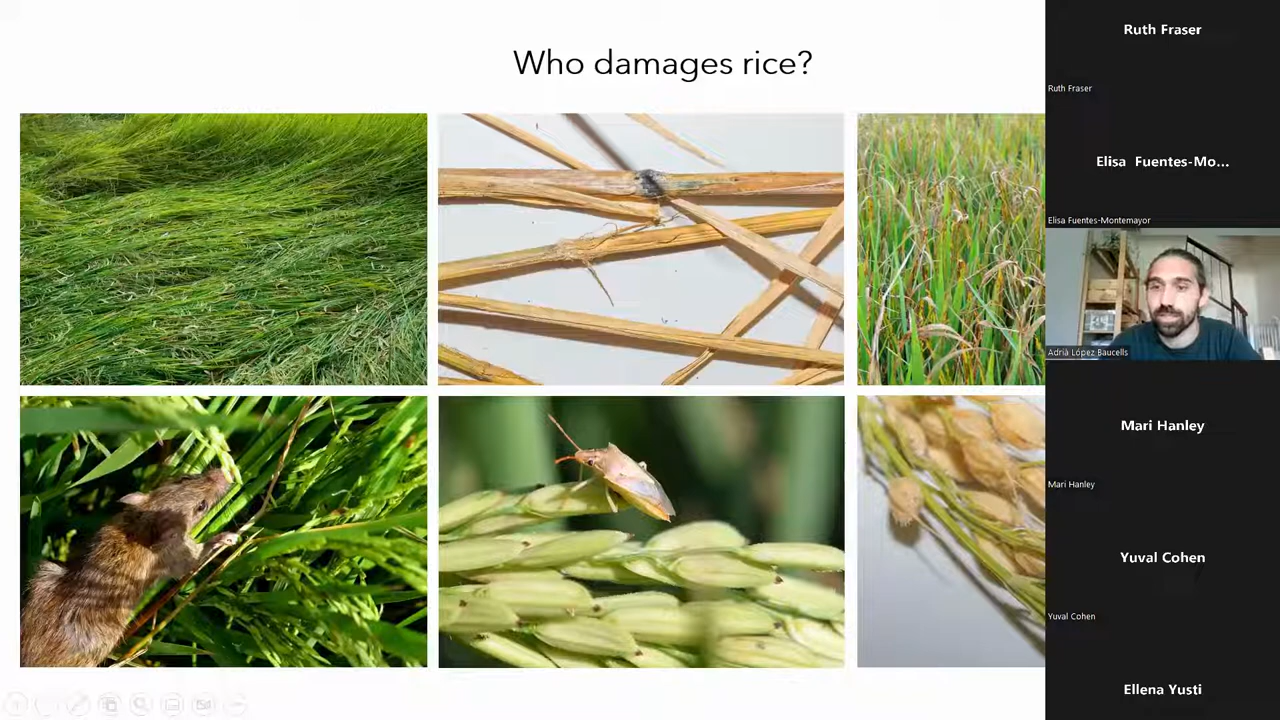 Who damages rice?
Ruth Fraser
Ruth Fraser
Elisa Fuentes-Mo...
Elisa Fuentes-Montemayor
Adrià López Baucells
Mari Hanley
Mari Hanley
Yuval Cohen
Yuval Cohen
Ellena Yusti